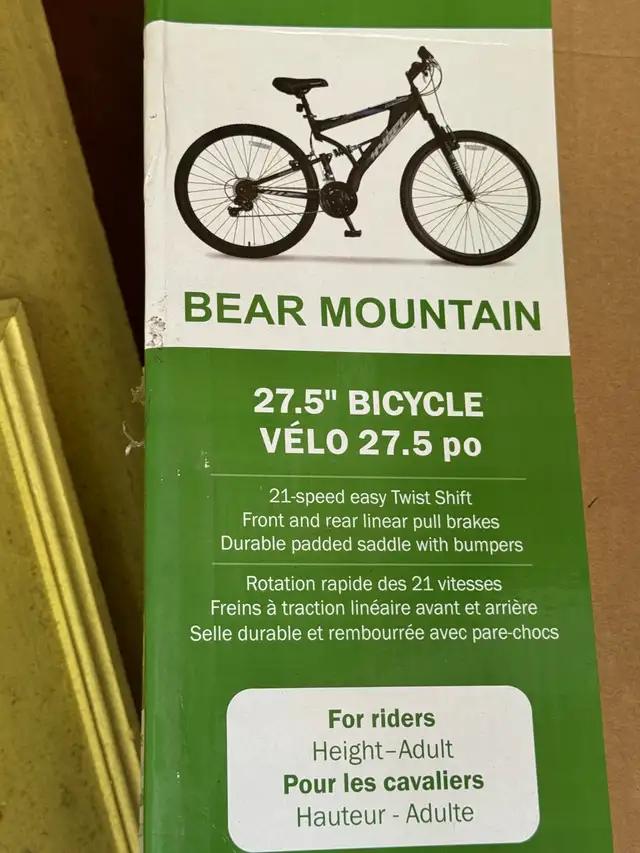 BEAR MOUNTAIN
27.5" BICYCLE
VÉLO 27.5 po
21-speed easy Twist Shift
Front and rear linear pull brakes
Durable padded saddle with bumpers
Rotation rapide des 21 vitesses
Freins à traction linéaire avant et arrière
Selle durable et rembourrée avec pare-chocs
For riders
Height–Adult
Pour les cavaliers
Hauteur - Adulte